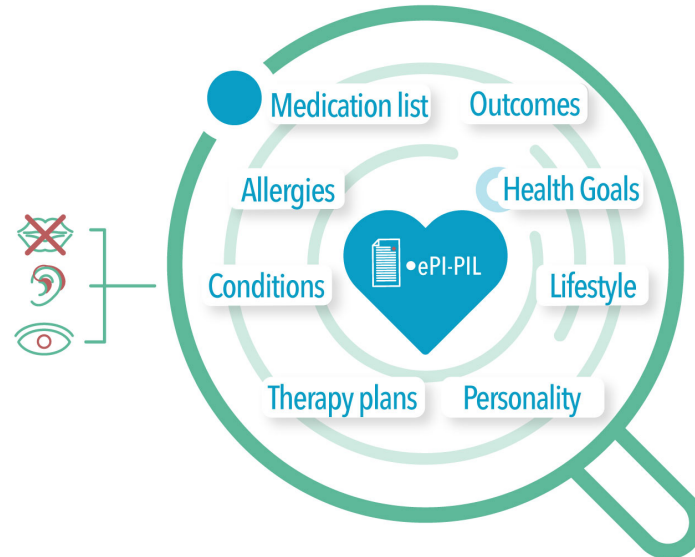 Medication list
Outcomes
Allergies
Health Goals
•ePI-PIL
Conditions
Lifestyle
Therapy plans
Personality